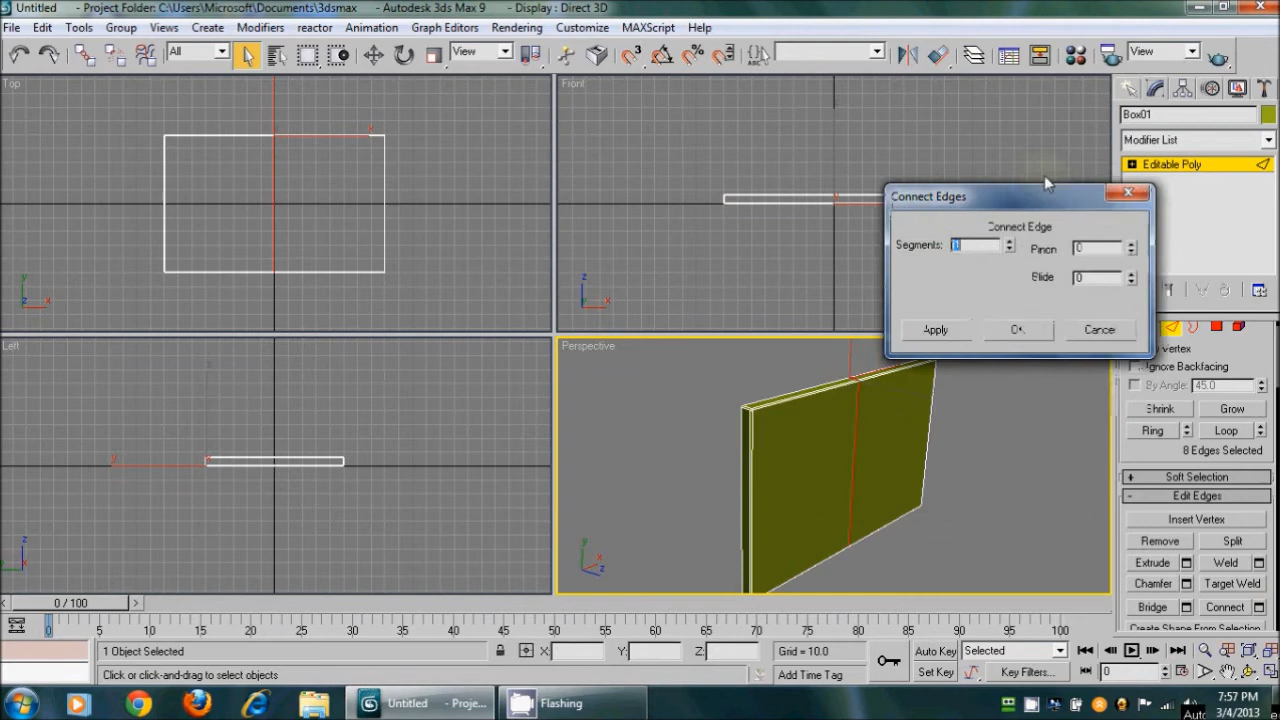 Untitled - Project Folder: C:\Users\Microsoft\Documents\3dsmax - Autodesk 3ds Max 9 - Display : Direct 3D
File Edit Tools Group Views Create Modifiers reactor Animation Graph Editors Rendering Customize MAXScript Help
All View View
Top Front
Box01
Modifier List
Editable Poly
Connect Edges
Connect Edge
Segments: 1 Pinch 0
Slide 0
Apply OK Cancel
Left Perspective
By Vertex
Ignore Backfacing
By Angle: 45.0
Shrink Grow
Ring Loop
8 Edges Selected
+ Soft Selection
- Edit Edges
Insert Vertex
Remove Split
Extrude Weld
Chamfer Target Weld
Bridge Connect
Create Shape From Selection
0 / 100
0 5 10 15 20 25 30 35 40 45 50 55 60 65 70 75 80 85 90 95 100
1 Object Selected X: Y: Z: Grid = 10.0 Auto Key Selected
Click or click-and-drag to select objects Add Time Tag Set Key Key Filters... 0
Untitled - Proje... Flashing
7:57 PM
3/4/2013